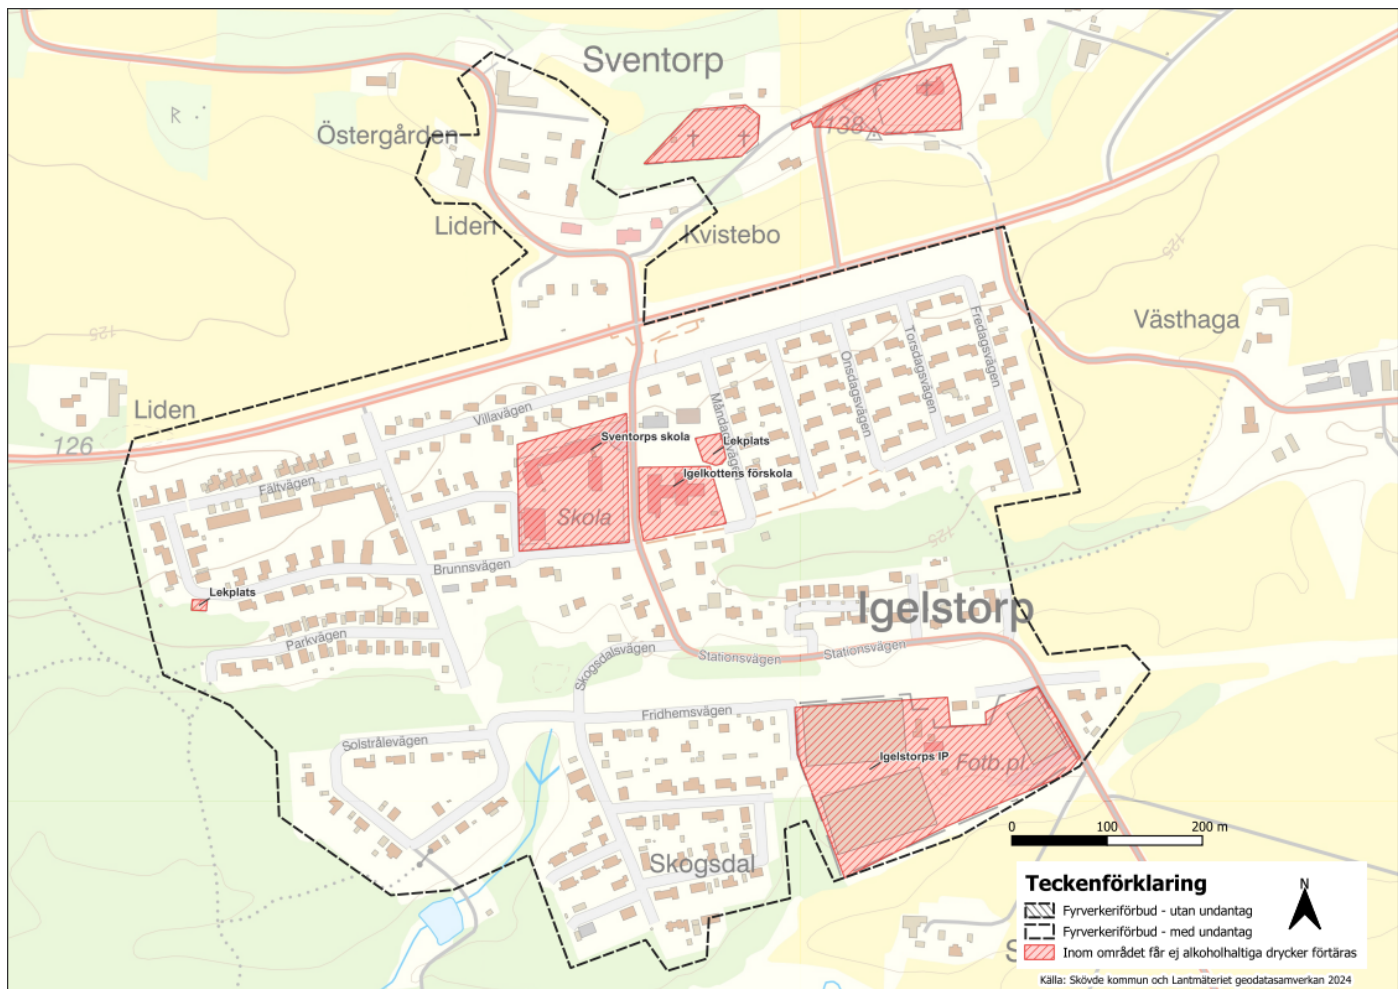 Sventorp
R
Östergården
138
Liden
Kvistebo
125
Fredagsvägen
Västhaga
125
Torsdagsvägen
Onsdagsvägen
Liden
Villavägen
Måndagsvägen
126
Sventorps skola
Lekplats
Igelkottens förskola
Fältvägen
Skola
125
Brunnsvägen
Lekplats
Igelstorp
Parkvägen
Skogsdalsvägen
Stationsvägen
Stationsvägen
Fridhemsvägen
Solstrålevägen
Igelstorps IP
Fotb.pl.
0 100 200 m
Skogsdal
Teckenförklaring
N
Fyrverkeriförbud - utan undantag
Fyrverkeriförbud - med undantag
S
Inom området får ej alkoholhaltiga drycker förtäras
Källa: Skövde kommun och Lantmäteriet geodatasamverkan 2024